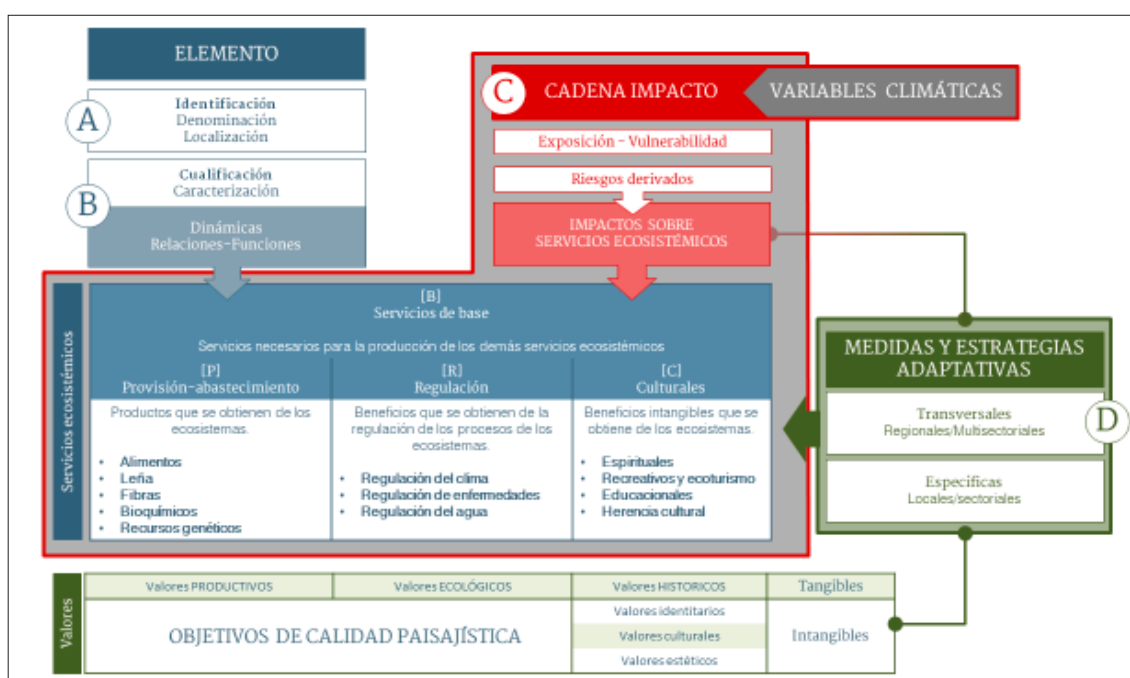 ELEMENTO
A
Identificación
Denominación
Localización
B
Cualificación
Caracterización
Dinámicas
Relaciones-Funciones
C
CADENA IMPACTO
VARIABLES CLIMÁTICAS
Exposición - Vulnerabilidad
Riesgos derivados
IMPACTOS SOBRE
SERVICIOS ECOSISTÉMICOS
Servicios ecosistémicos
[B]
Servicios de base
Servicios necesarios para la producción de los demás servicios ecosistémicos
[P]
Provisión-abastecimiento
Productos que se obtienen de los
ecosistemas.
• Alimentos
• Leña
• Fibras
• Bioquímicos
• Recursos genéticos
[R]
Regulación
Beneficios que se obtienen de la
regulación de los procesos de los
ecosistemas.
• Regulación del clima
• Regulación de enfermedades
• Regulación del agua
[C]
Culturales
Beneficios intangibles que se
obtiene de los ecosistemas.
• Espirituales
• Recreativos y ecoturismo
• Educacionales
• Herencia cultural
MEDIDAS Y ESTRATEGIAS
ADAPTATIVAS
D
Transversales
Regionales/Multisectoriales
Específicas
Locales/sectoriales
Valores
Valores PRODUCTIVOS
Valores ECOLÓGICOS
Valores HISTORICOS
Tangibles
OBJETIVOS DE CALIDAD PAISAJÍSTICA
Valores identitarios
Valores culturales
Valores estéticos
Intangibles